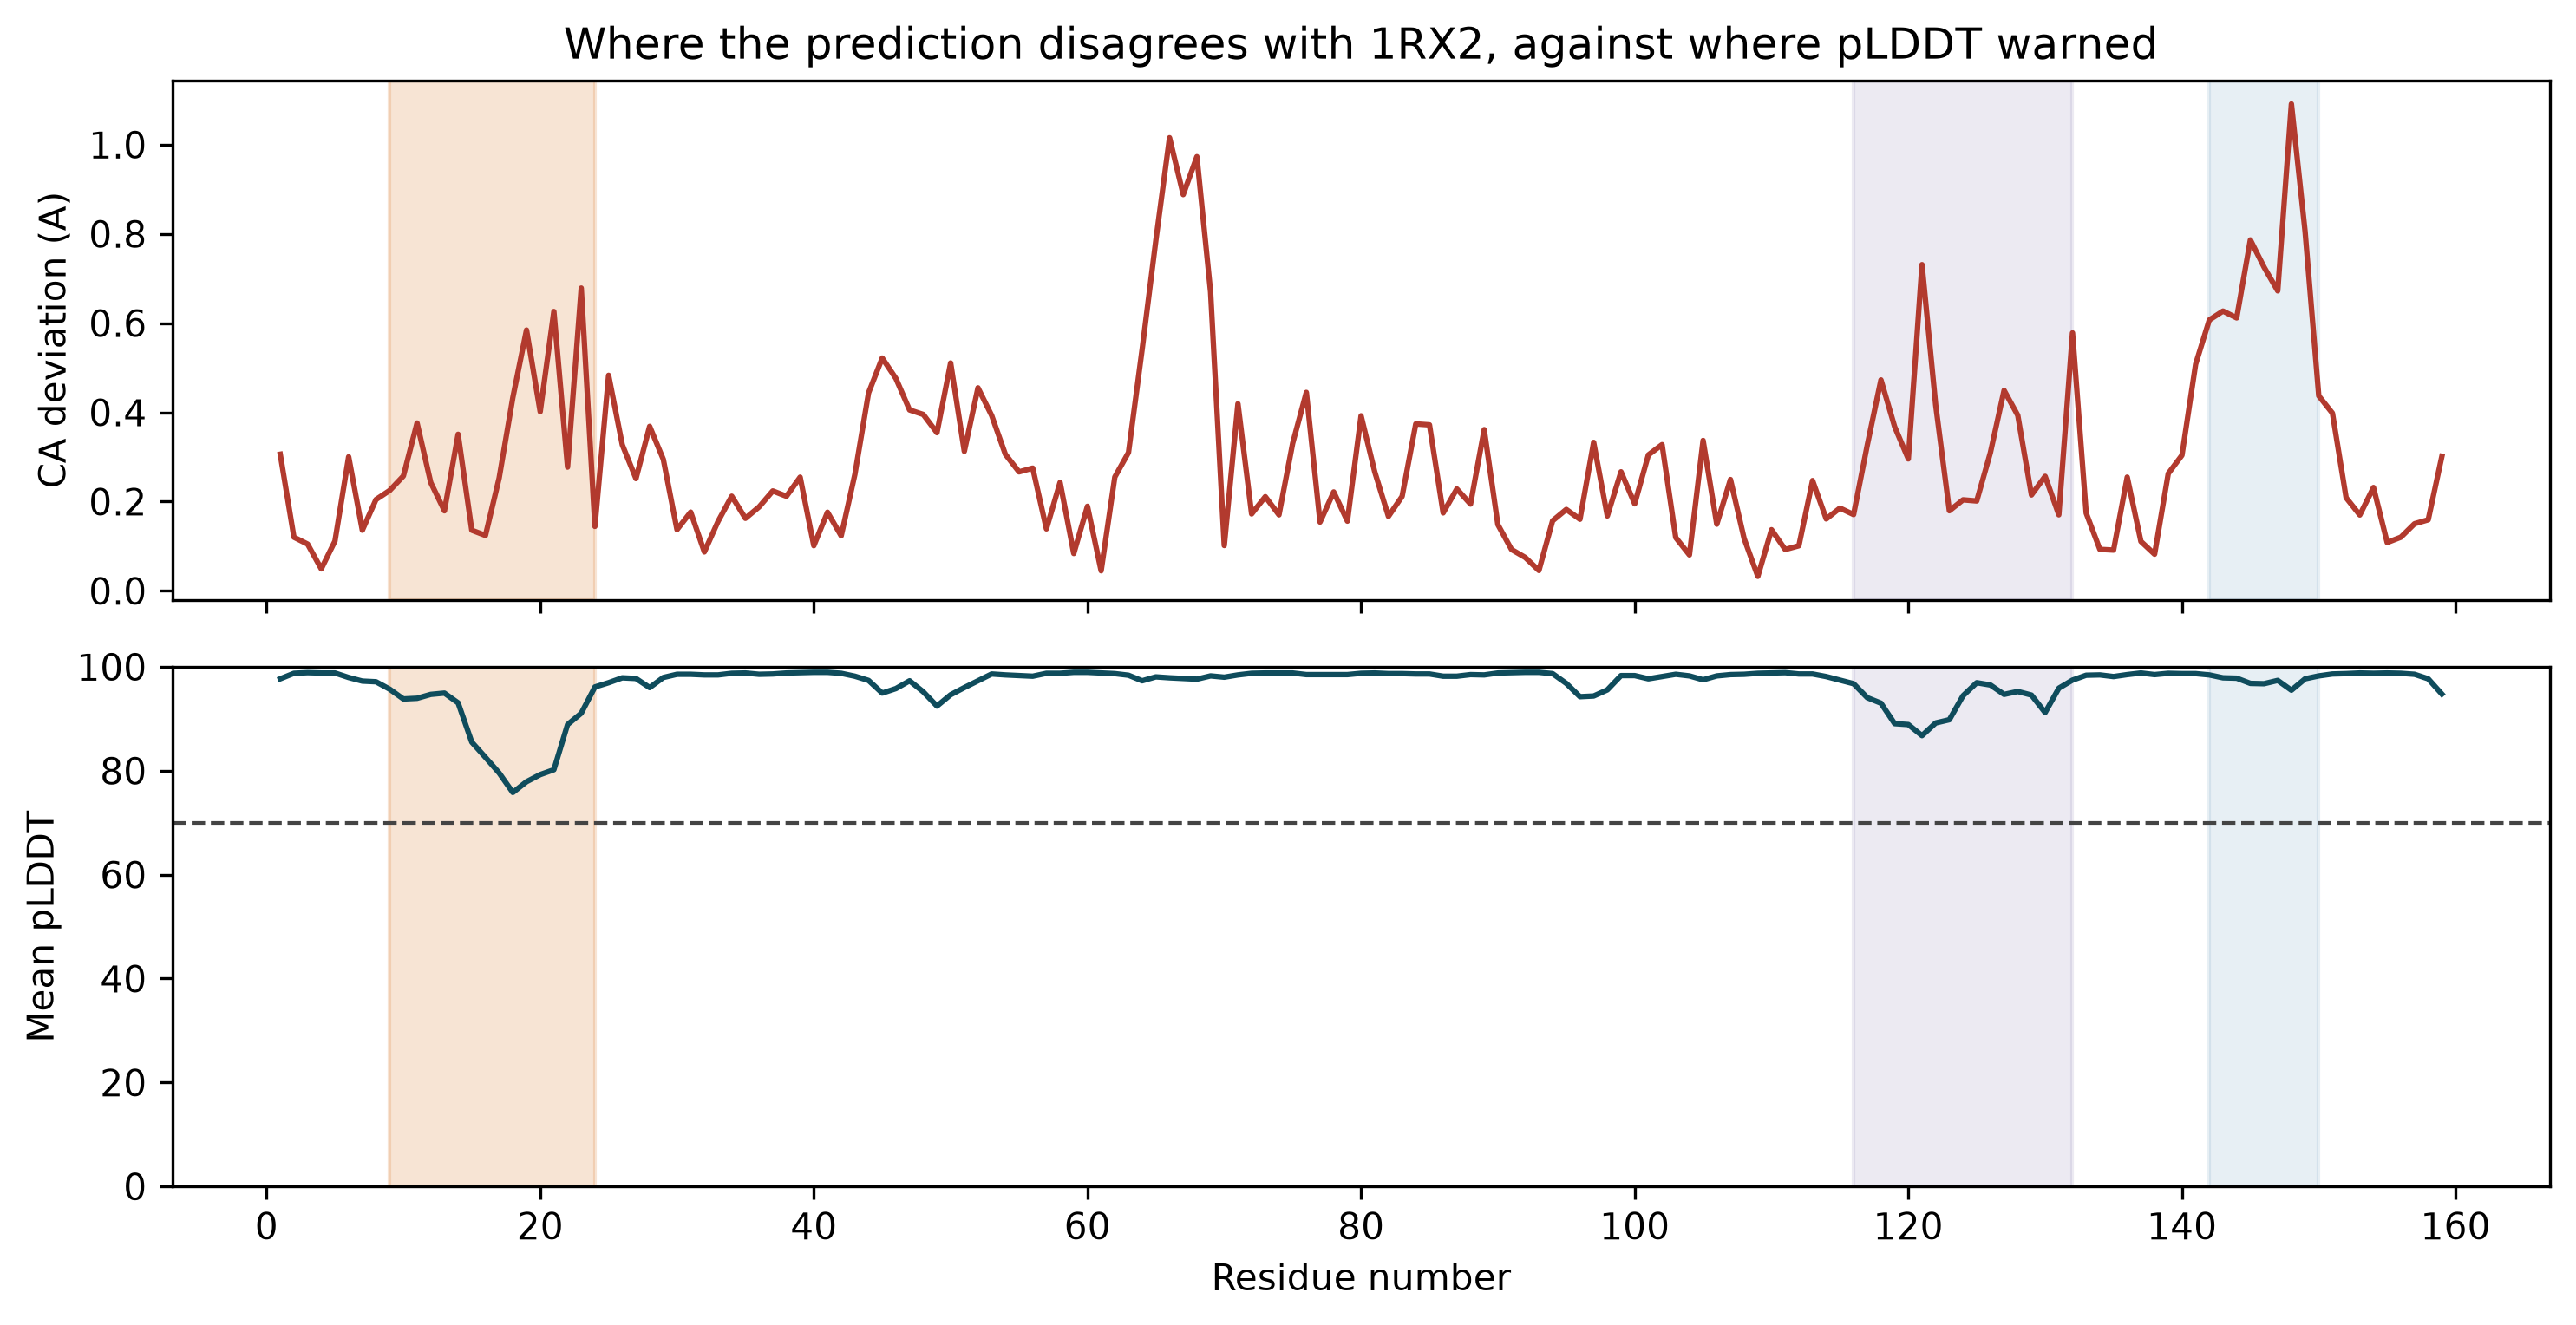 Where the prediction disagrees with 1RX2, against where pLDDT warned
CA deviation (A)
1.0
0.8
0.6
0.4
0.2
0.0
Mean pLDDT
100
80
60
40
20
0
0 20 40 60 80 100 120 140 160
Residue number